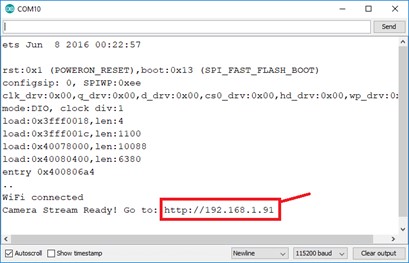 COM10
Send
ets Jun  8 2016 00:22:57
rst:0x1 (POWERON_RESET),boot:0x13 (SPI_FAST_FLASH_BOOT)
configsip: 0, SPIWP:0xee
clk_drv:0x00,q_drv:0x00,d_drv:0x00,cs0_drv:0x00,hd_drv:0x00,wp_drv:0x
mode:DIO, clock div:1
load:0x3fff0018,len:4
load:0x3fff001c,len:1100
load:0x40078000,len:10088
load:0x40080400,len:6380
entry 0x400806a4
..
WiFi connected
Camera Stream Ready! Go to: http://192.168.1.91
Autoscroll Show timestamp Newline 115200 baud Clear output